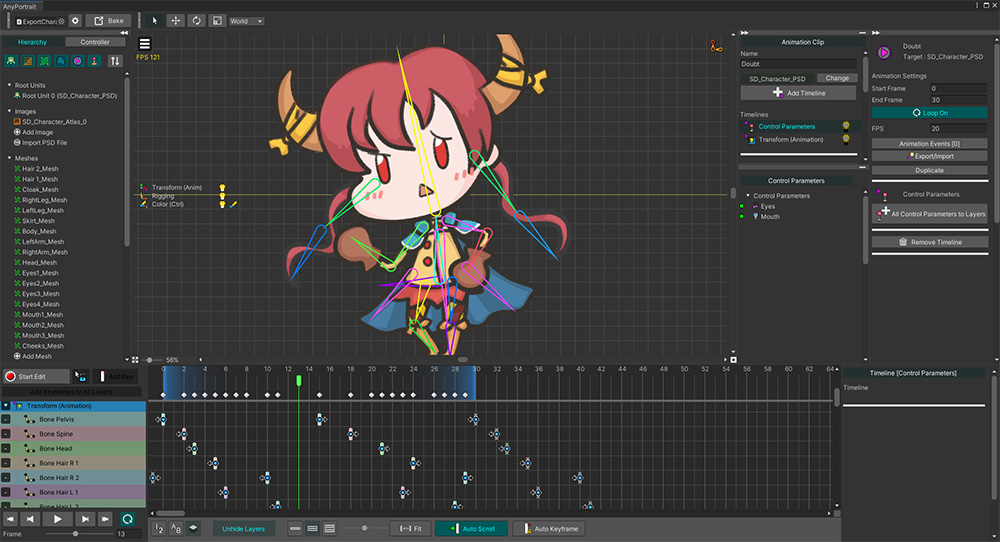 AnyPortrait
ExportChara
Bake
World
Hierarchy
Controller
FPS 121
Root Units
Root Unit 0 (SD_Character_PSD)
Images
SD_Character_Atlas_0
Add Image
Import PSD File
Meshes
Hair 2_Mesh
Hair 1_Mesh
Cloak_Mesh
RightLeg_Mesh
LeftLeg_Mesh
Skirt_Mesh
Body_Mesh
LeftArm_Mesh
RightArm_Mesh
Head_Mesh
Eyes1_Mesh
Eyes2_Mesh
Eyes3_Mesh
Eyes4_Mesh
Mouth1_Mesh
Mouth2_Mesh
Mouth3_Mesh
Cheeks_Mesh
Add Mesh
Transform (Anim)
Rigging
Color (Ctrl)
56%
Animation Clip
Name
Doubt
SD_Character_PSD
Change
Add Timeline
Timelines
Control Parameters
Transform (Animation)
Control Parameters
Control Parameters
Eyes
Mouth
Doubt
Target : SD_Character_PSD
Animation Settings
Start Frame 0
End Frame 30
Loop On
FPS 20
Animation Events [0]
Export/Import
Duplicate
Control Parameters
All Control Parameters to Layers
Remove Timeline
Start Edit
Add Key
Add Keyframes to All Layers
0 2 4 6 8 10 12 14 16 18 20 22 24 26 28 30 32 34 36 38 40 42 44 46 48 50 52 54 56 58 60 62 64
Transform (Animation)
Bone Pelvis
Bone Spine
Bone Head
Bone Hair R 1
Bone Hair R 2
Bone Hair L 1
Bone Hair L 2
Frame 13
Unhide Layers
Fit
Auto Scroll
Auto Keyframe
Timeline [Control Parameters]
Timeline